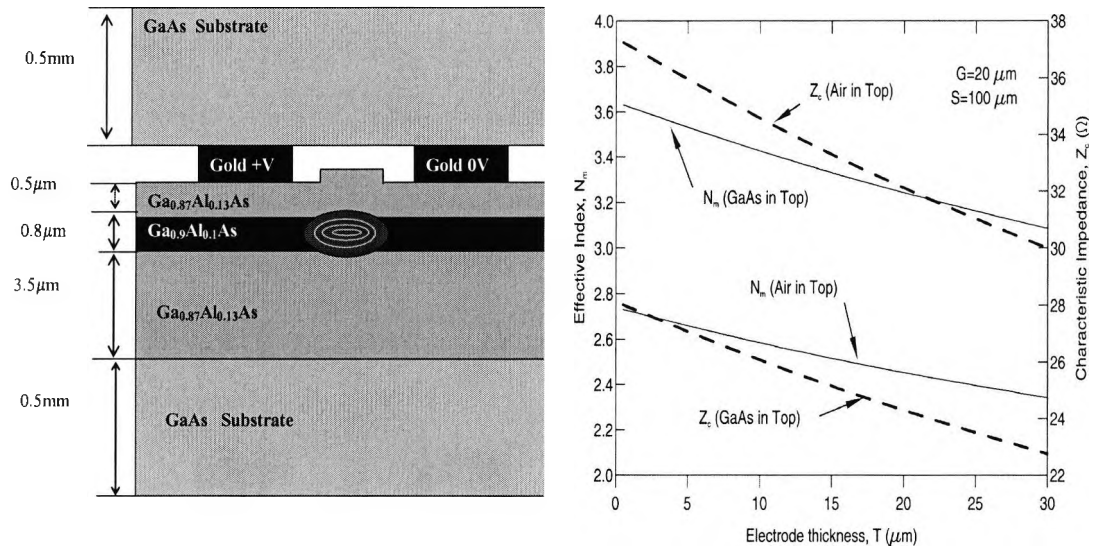 GaAs Substrate
0.5mm
Gold +V
Gold 0V
0.5μm
Ga0.87Al0.13As
0.8μm
Ga0.9Al0.1As
3.5μm
Ga0.87Al0.13As
0.5mm
GaAs Substrate
4.0
3.8
3.6
3.4
3.2
3.0
2.8
2.6
2.4
2.2
2.0
Effective Index, Nm
38
36
34
32
30
28
26
24
22
Characteristic Impedance, Zc (Ω)
G=20 μm
S=100 μm
Zc (Air in Top)
Nm (GaAs in Top)
Nm (Air in Top)
Zc (GaAs in Top)
0 5 10 15 20 25 30
Electrode thickness, T (μm)